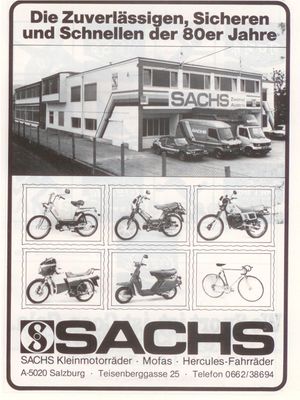 Die Zuverlässigen, Sicheren
und Schnellen der 80er Jahre
SACHS
SACHS
SACHS
SACHS Kleinmotorräder · Mofas · Hercules-Fahrräder
A-5020 Salzburg · Teisenberggasse 25 · Telefon 0662/38694